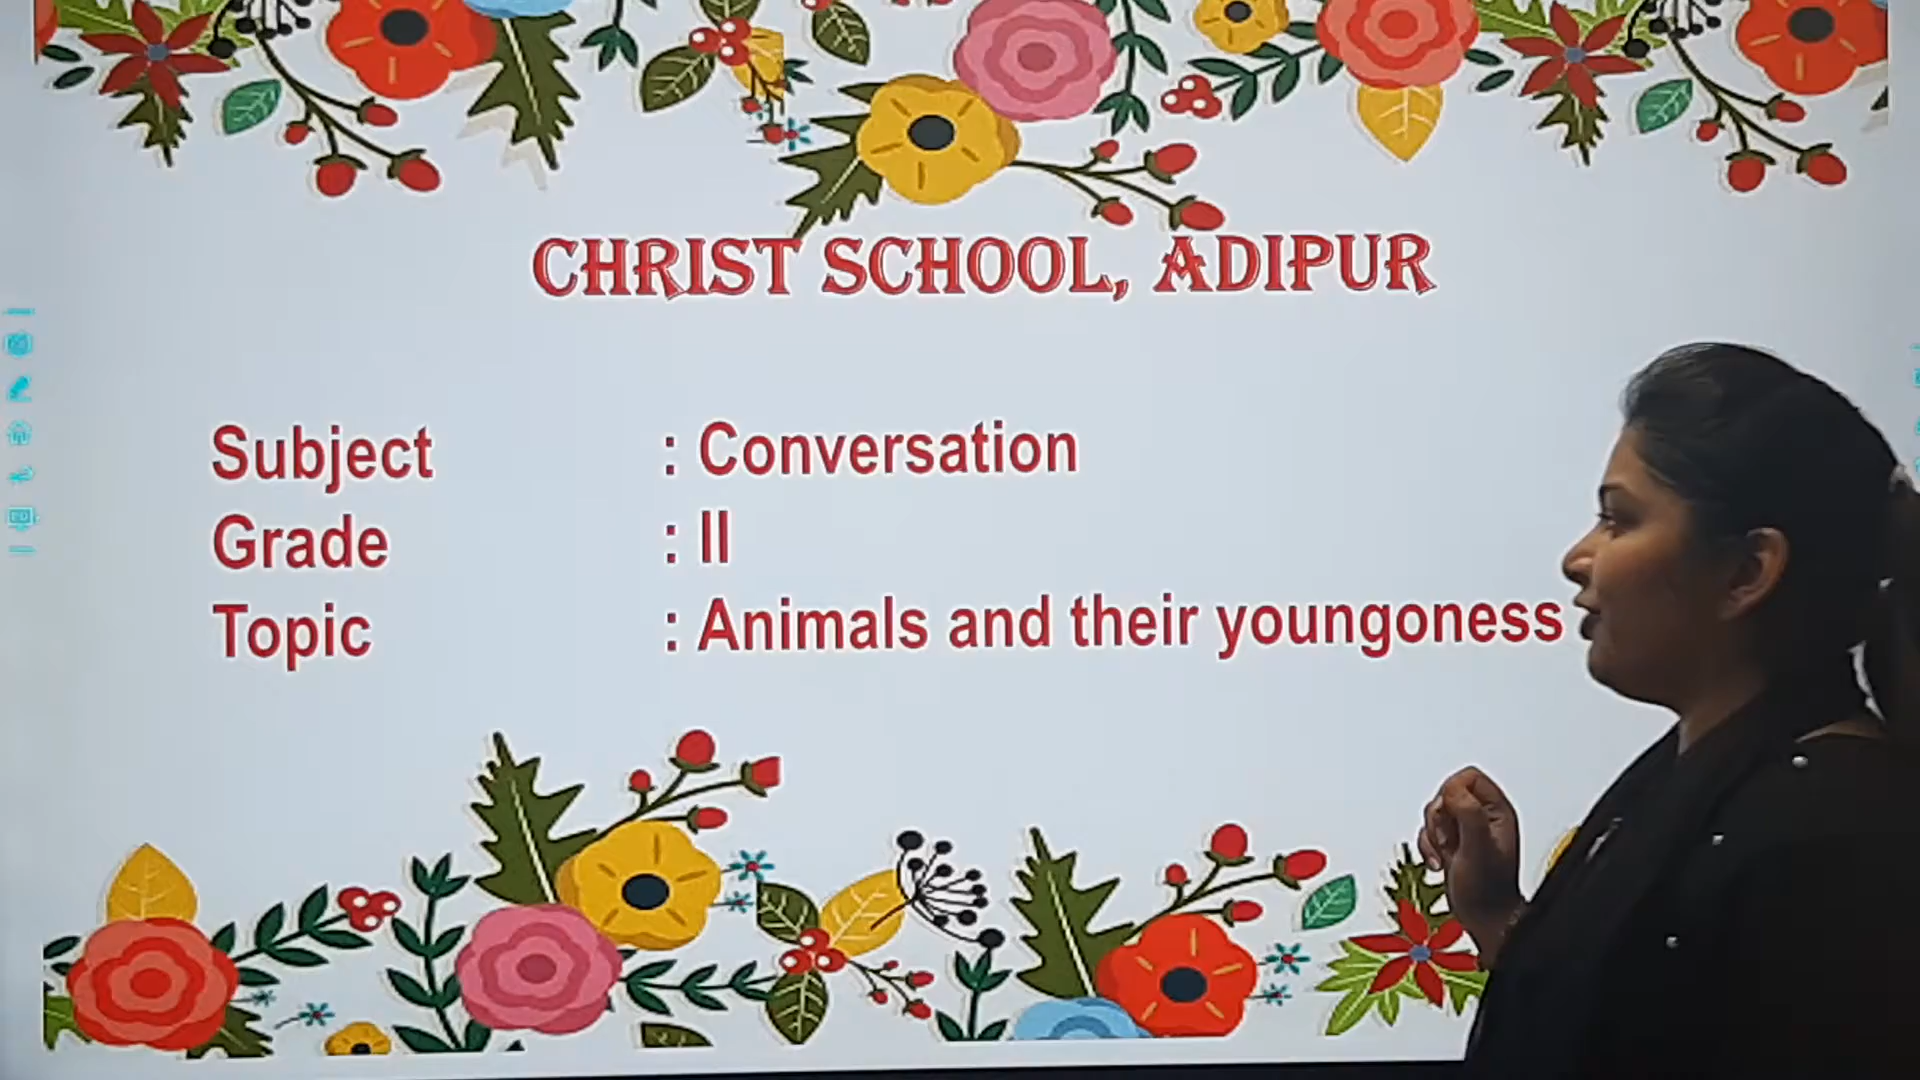 CHRIST SCHOOL, ADIPUR
Subject : Conversation
Grade : II
Topic : Animals and their youngoness